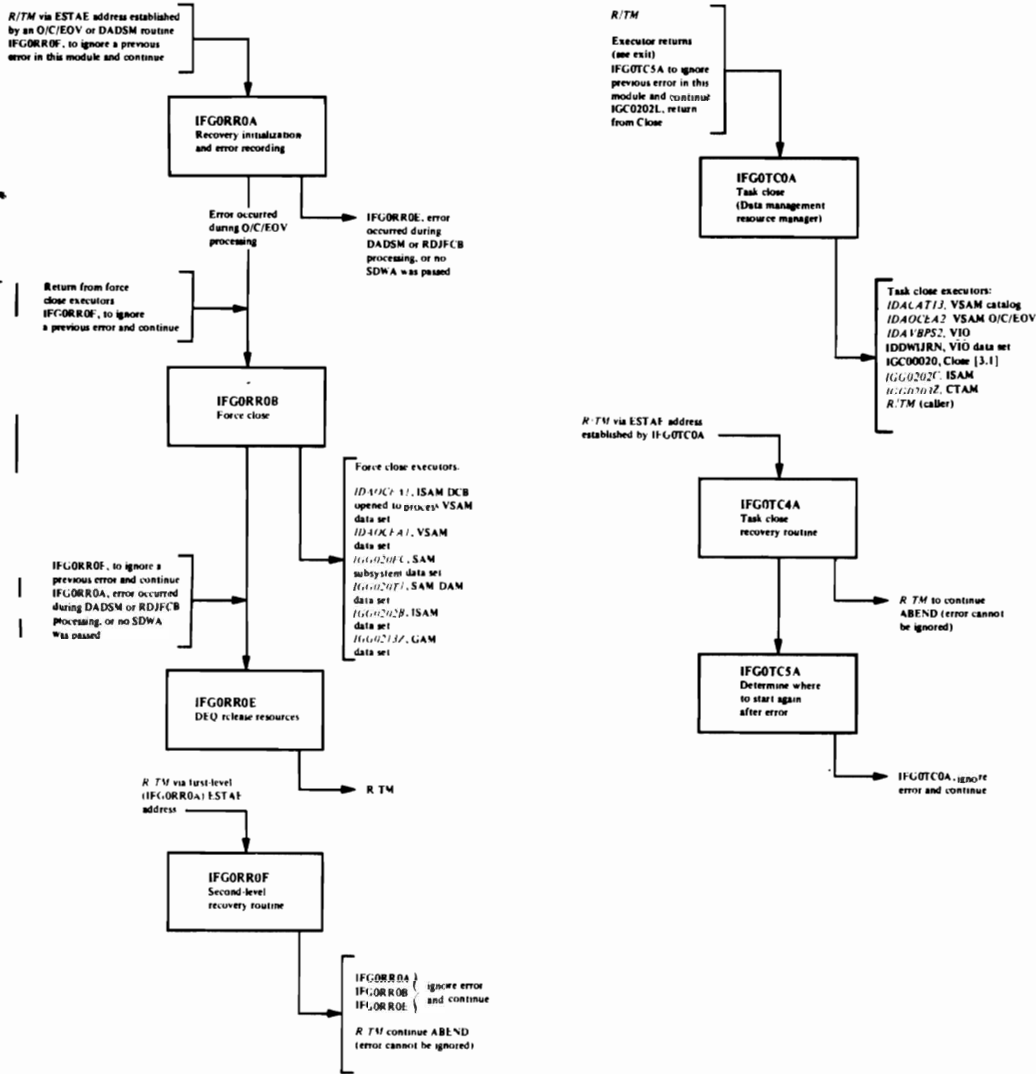 R/TM via ESTAE address established
by an O/C/EOV or DADSM routine
IFG0RR0F, to ignore a previous
error in this module and continue
IFG0RR0A
Recovery initialization
and error recording
Error occurred
during O/C/EOV
processing
IFG0RR0E, error
occurred during
DADSM or RDJFCB
processing, or no
SDWA was passed
Return from force
close executors
IFG0RR0F, to ignore
a previous error and continue
IFG0RR0B
Force close
Force close executors.
IDAOCEA1, ISAM DCB
opened to process VSAM
data set
IDAOCEA1, VSAM
data set
SAM
subsystem data set
SAM DAM
data set
IGG0202B, ISAM
data set
GAM
data set
IFG0RR0F, to ignore a
previous error and continue
IFG0RR0A, error occurred
during DADSM or RDJFCB
processing, or no SDWA
was passed
IFG0RR0E
DEQ release resources
R TM
R TM via first-level
(IFG0RR0A) ESTAE
address
IFG0RR0F
Second-level
recovery routine
IFG0RR0A
IFG0RR0B
IFG0RR0E
ignore error
and continue
R TM continue ABEND
(error cannot be ignored)
R/TM
Executor returns
(see exit)
IFG0TC5A to ignore
previous error in this
module and continue
IGC0202L, return
from Close
IFG0TC0A
Task close
(Data management
resource manager)
Task close executors:
IDACAT13, VSAM catalog
IDAOCEA2 VSAM O/C/EOV
IDAVBPS2, VIO
IDDWIJRN, VIO data set
IGC00020, Close [3.1]
ISAM
CTAM
R/TM (caller)
R TM via ESTAE address
established by IFG0TC0A
IFG0TC4A
Task close
recovery routine
R TM to continue
ABEND (error cannot
be ignored)
IFG0TC5A
Determine where
to start again
after error
IFG0TC0A, ignore
error and continue